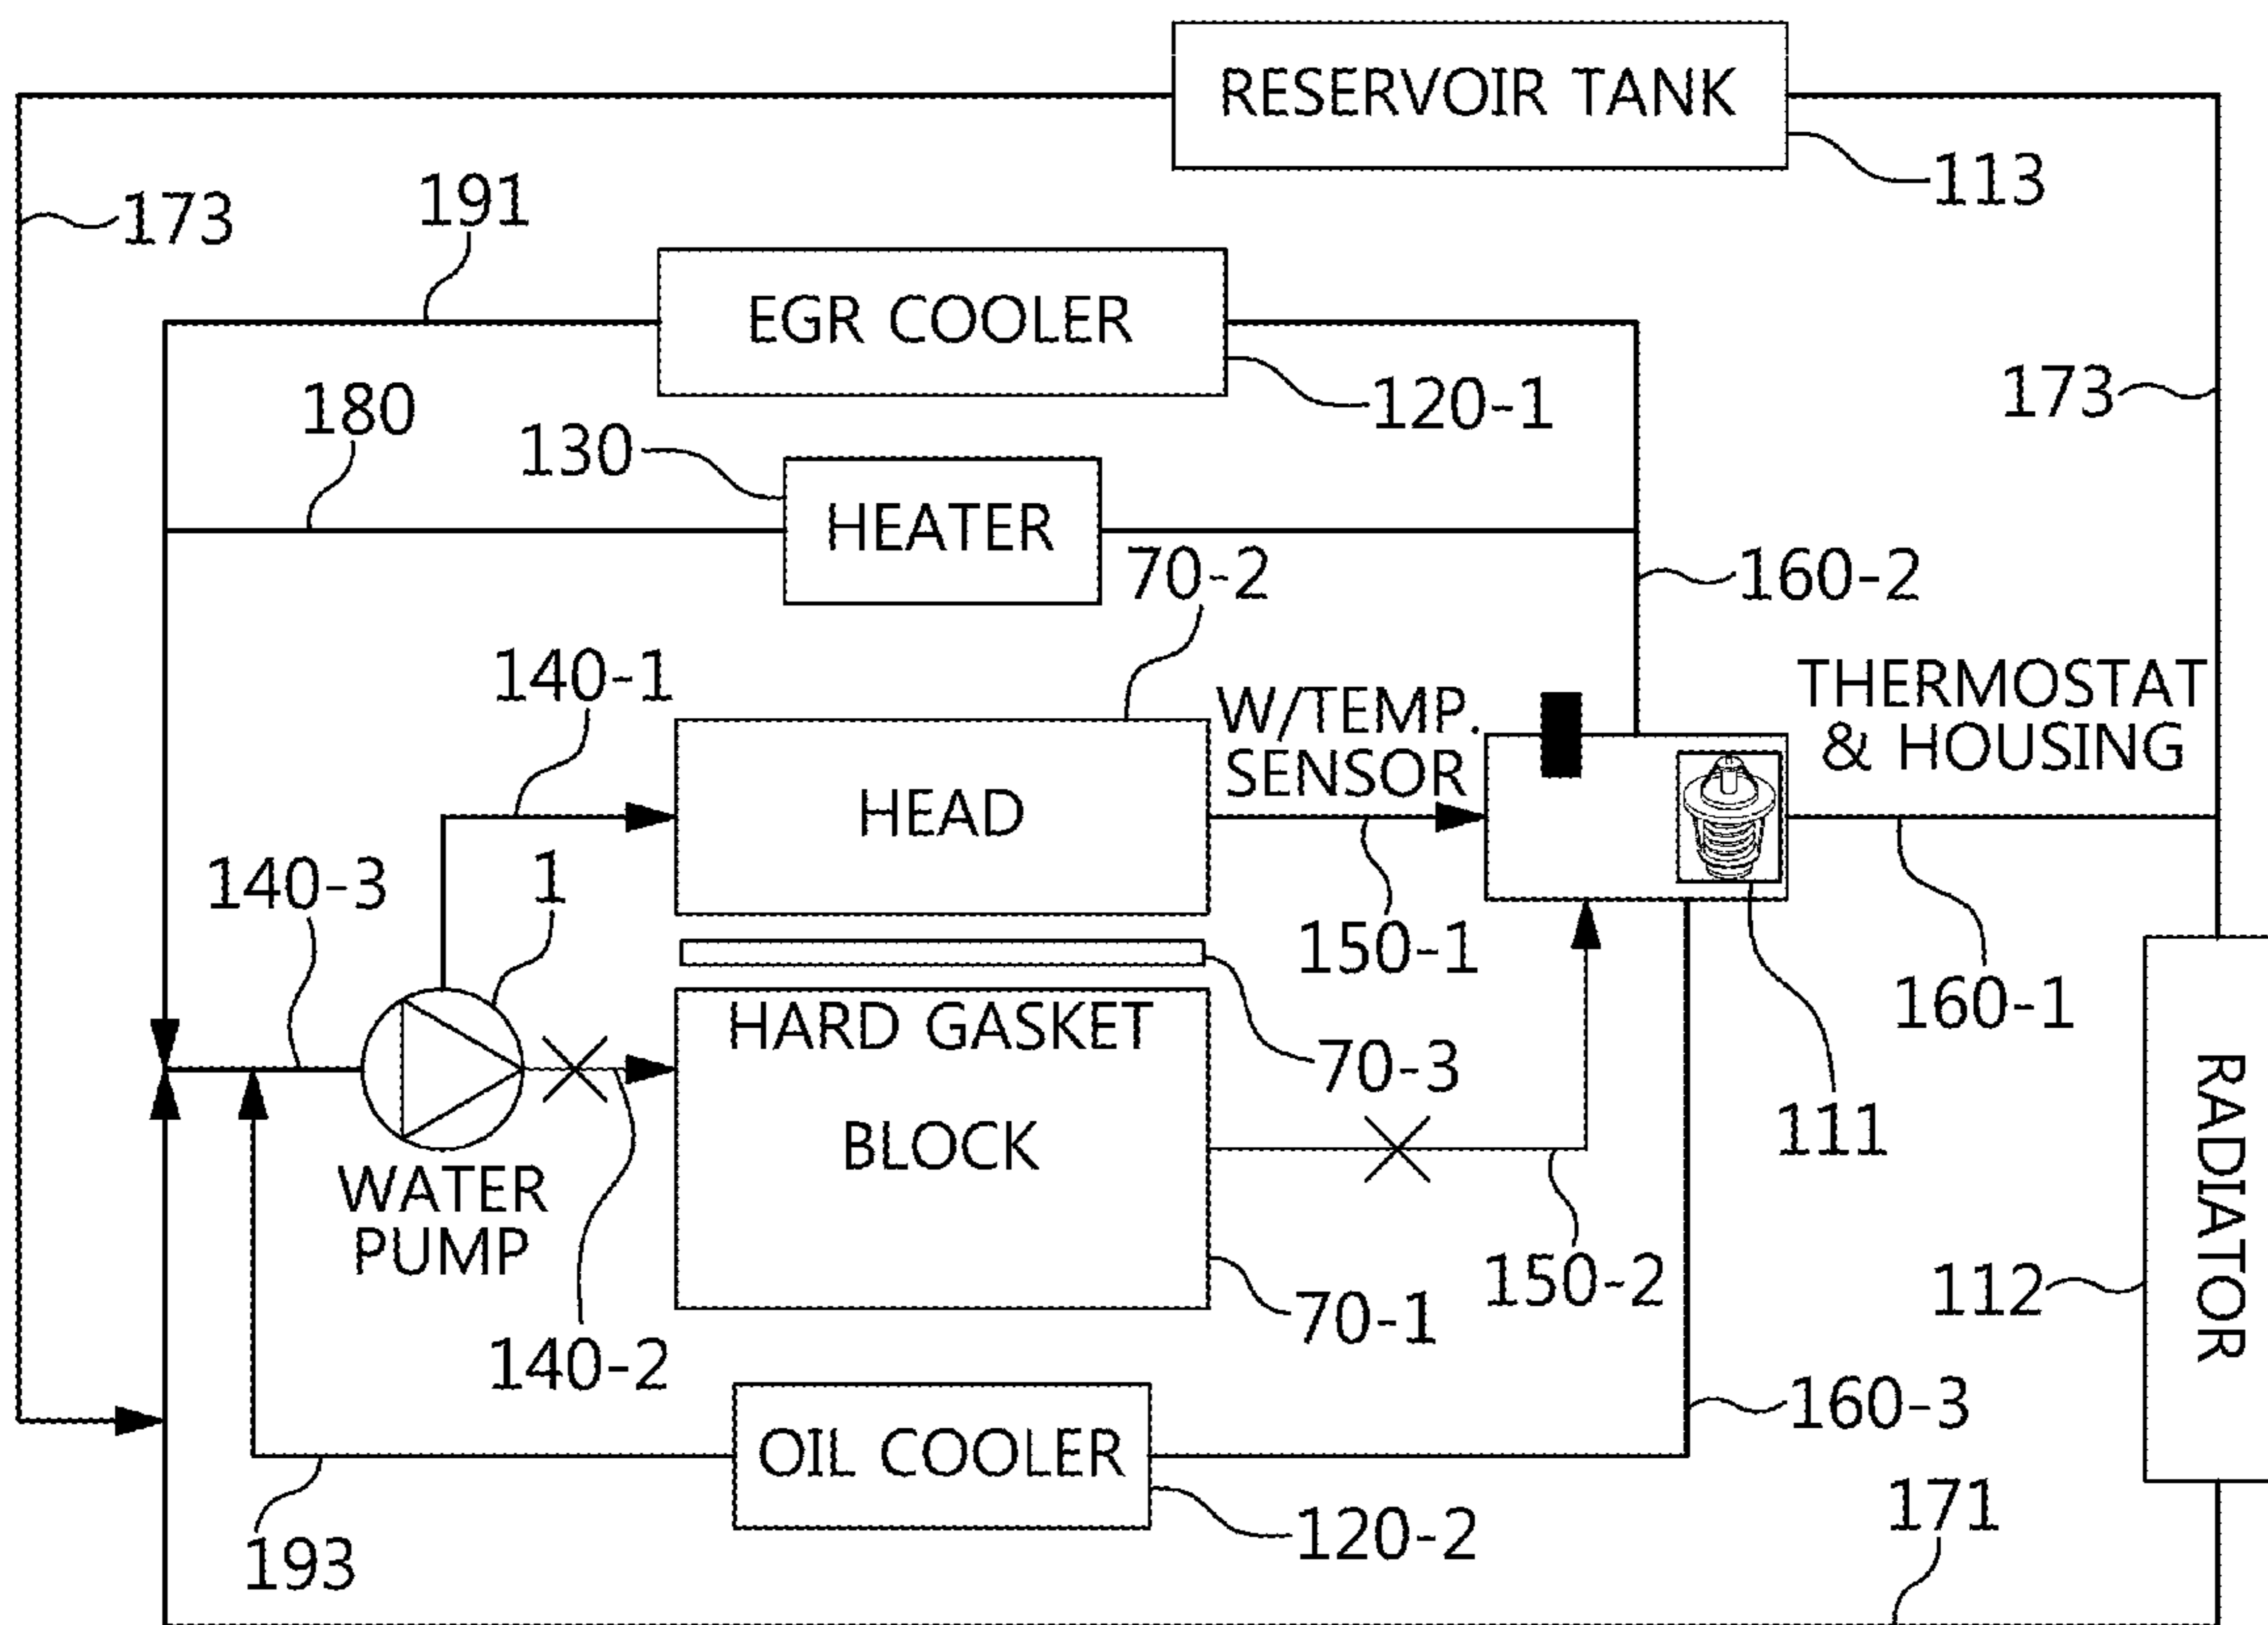 RESERVOIR TANK
113
173
191
EGR COOLER
120-1
173
180
130
HEATER
70-2
160-2
140-1
W/TEMP.
SENSOR
THERMOSTAT
& HOUSING
HEAD
140-3
1
150-1
160-1
HARD GASKET
70-3
111
BLOCK
WATER
PUMP
150-2
70-1
140-2
112
RADIATOR
160-3
OIL COOLER
120-2
171
193